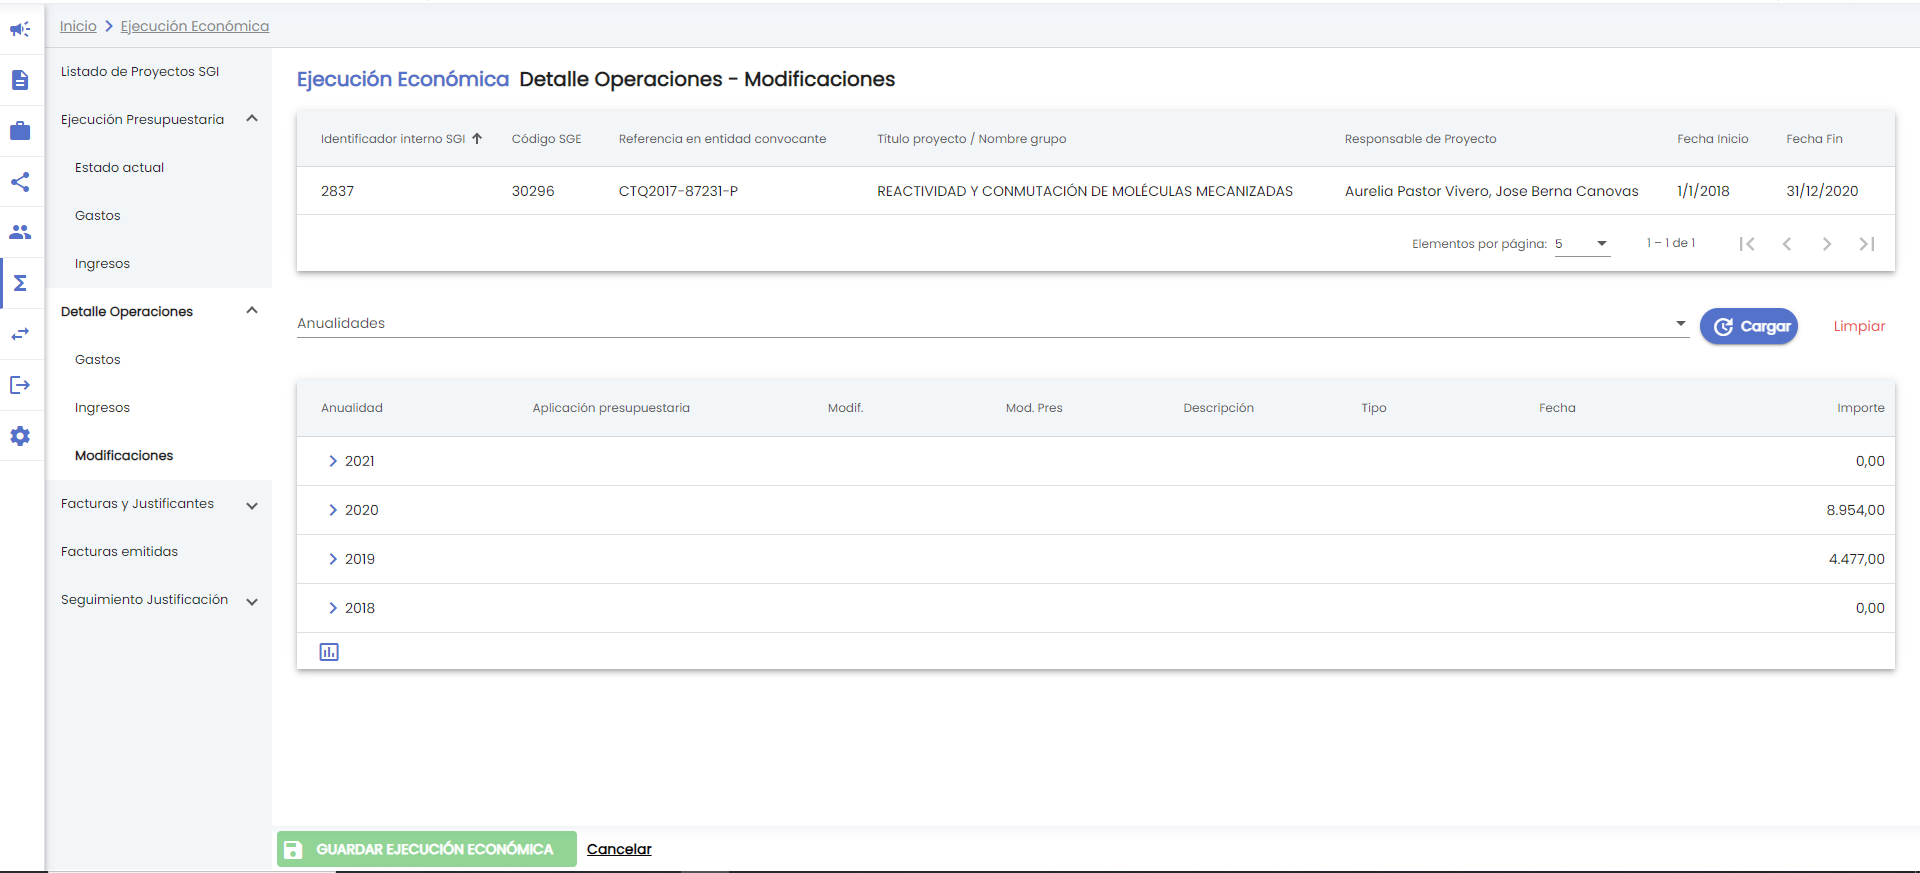 Inicio Ejecución Económica
Listado de Proyectos SGI
Ejecución Presupuestaria
Estado actual
Gastos
Ingresos
Detalle Operaciones
Gastos
Ingresos
Modificaciones
Facturas y Justificantes
Facturas emitidas
Seguimiento Justificación
Ejecución Económica Detalle Operaciones - Modificaciones
Identificador interno SGI Código SGE Referencia en entidad convocante Título proyecto / Nombre grupo Responsable de Proyecto Fecha Inicio Fecha Fin
2837 30296 CTQ2017-87231-P REACTIVIDAD Y CONMUTACIÓN DE MOLÉCULAS MECANIZADAS Aurelia Pastor Vivero, Jose Berna Canovas 1/1/2018 31/12/2020
Elementos por página: 5 1 – 1 de 1
Anualidades Cargar Limpiar
Anualidad Aplicación presupuestaria Modif. Mod. Pres Descripción Tipo Fecha Importe
2021 0,00
2020 8.954,00
2019 4.477,00
2018 0,00
GUARDAR EJECUCIÓN ECONÓMICA Cancelar